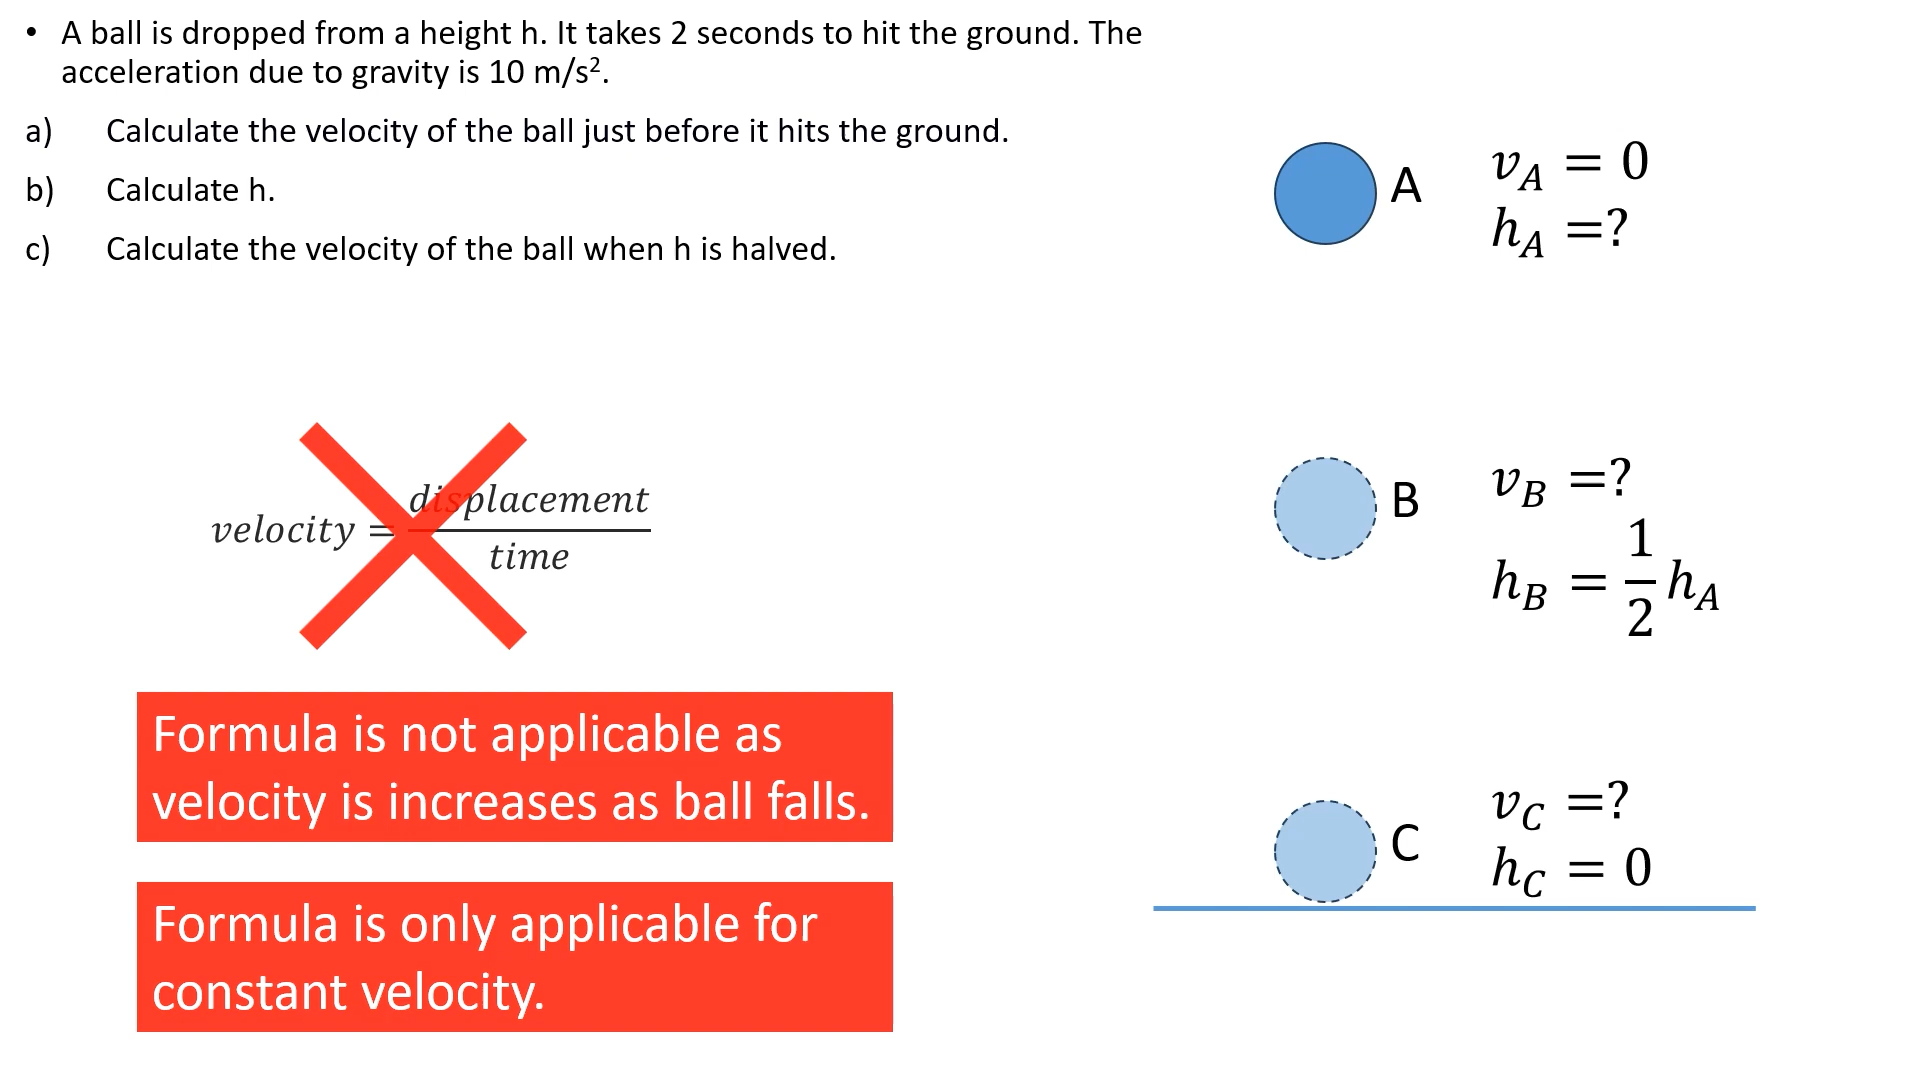 • A ball is dropped from a height h. It takes 2 seconds to hit the ground. The
acceleration due to gravity is 10 m/s².
a) Calculate the velocity of the ball just before it hits the ground.
b) Calculate h.
c) Calculate the velocity of the ball when h is halved.
velocity = displacement / time
Formula is not applicable as
velocity is increases as ball falls.
Formula is only applicable for
constant velocity.
A
v_A = 0
h_A =?
B
v_B =?
h_B = 1/2 h_A
C
v_C =?
h_C = 0